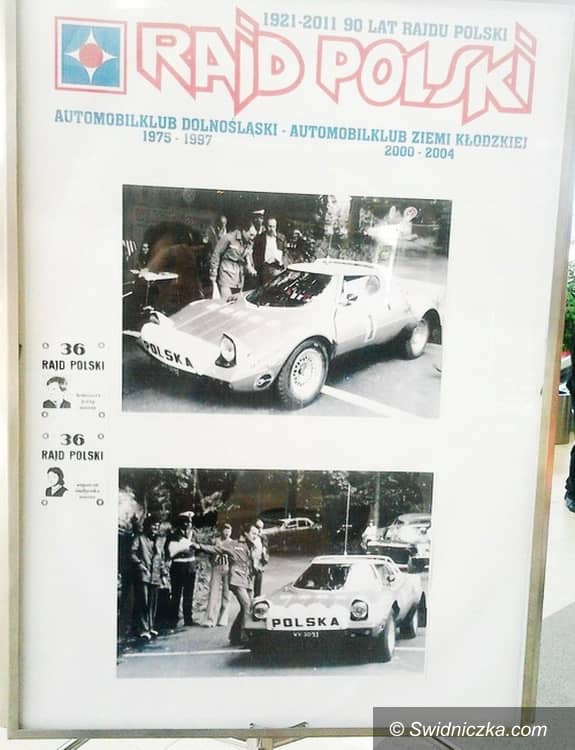 1921-2011 90 LAT RAJDU POLSKI
RAJD POLSKI
AUTOMOBILKLUB DOLNOŚLĄSKI - AUTOMOBILKLUB ZIEMI KŁODZKIEJ
1975 - 1997
2000 - 2004
POLSKA
36
RAJD POLSKI
36
RAJD POLSKI
POLSKA
© Swidniczka.com